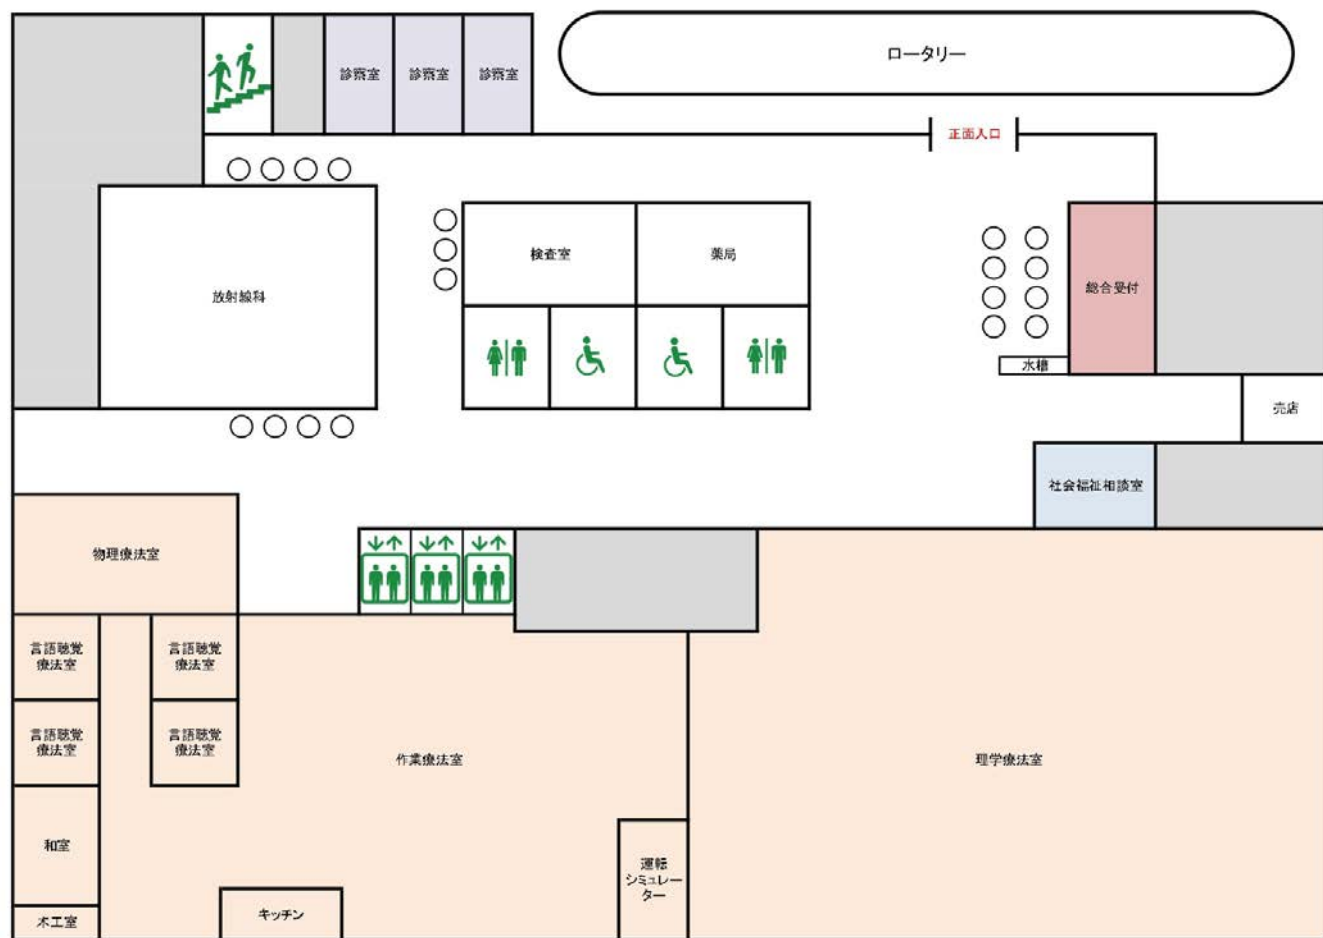 ロータリー
診察室
診察室
診察室
正面入口
検査室
薬局
放射線科
総合受付
水槽
売店
社会福祉相談室
物理療法室
言語聴覚
療法室
言語聴覚
療法室
言語聴覚
療法室
言語聴覚
療法室
作業療法室
理学療法室
和室
運転
シミュレー
ター
キッチン
木工室